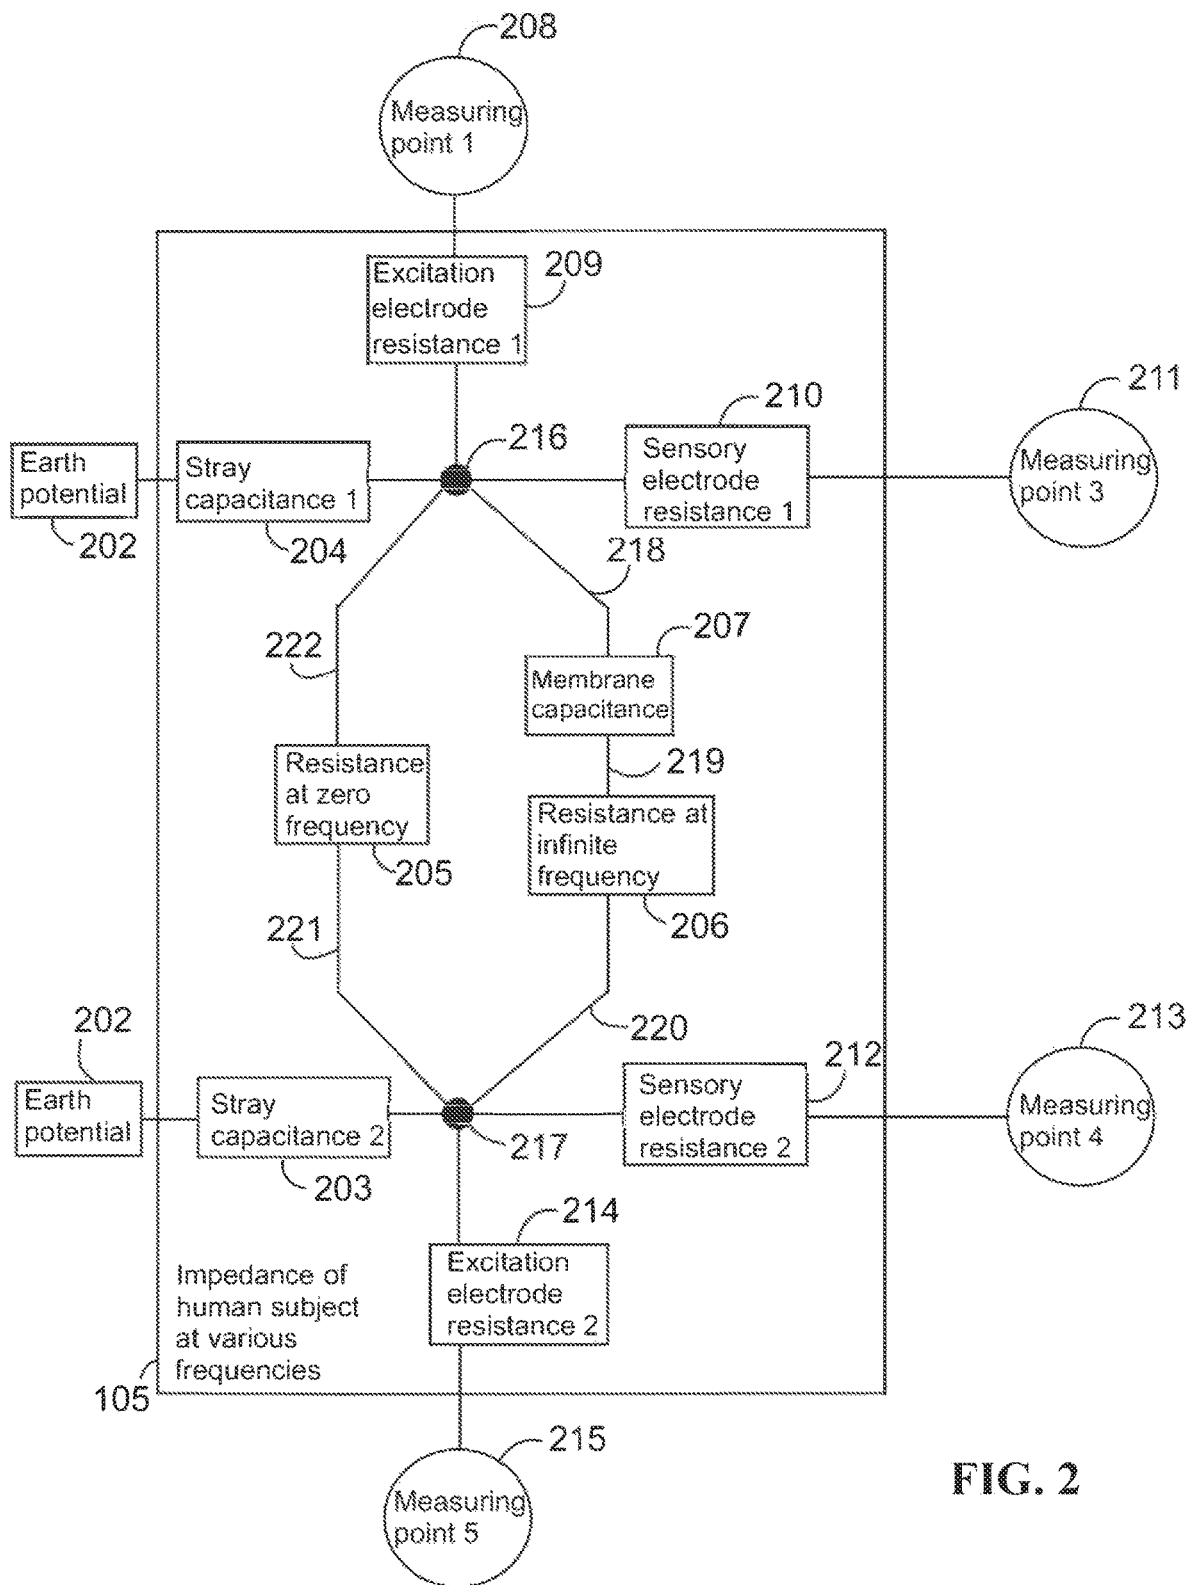 208
Measuring
point 1
209
Excitation
electrode
resistance 1
210
211
Earth
potential
Stray
capacitance 1
216
Sensory
electrode
resistance 1
Measuring
point 3
202
204
218
222
207
Membrane
capacitance
Resistance
at zero
frequency
219
Resistance at
infinite
frequency
205
206
221
202
220
212
213
Earth
potential
Stray
capacitance 2
217
Sensory
electrode
resistance 2
Measuring
point 4
203
214
Impedance of
human subject
at various
frequencies
Excitation
electrode
resistance 2
105
215
Measuring
point 5
FIG. 2